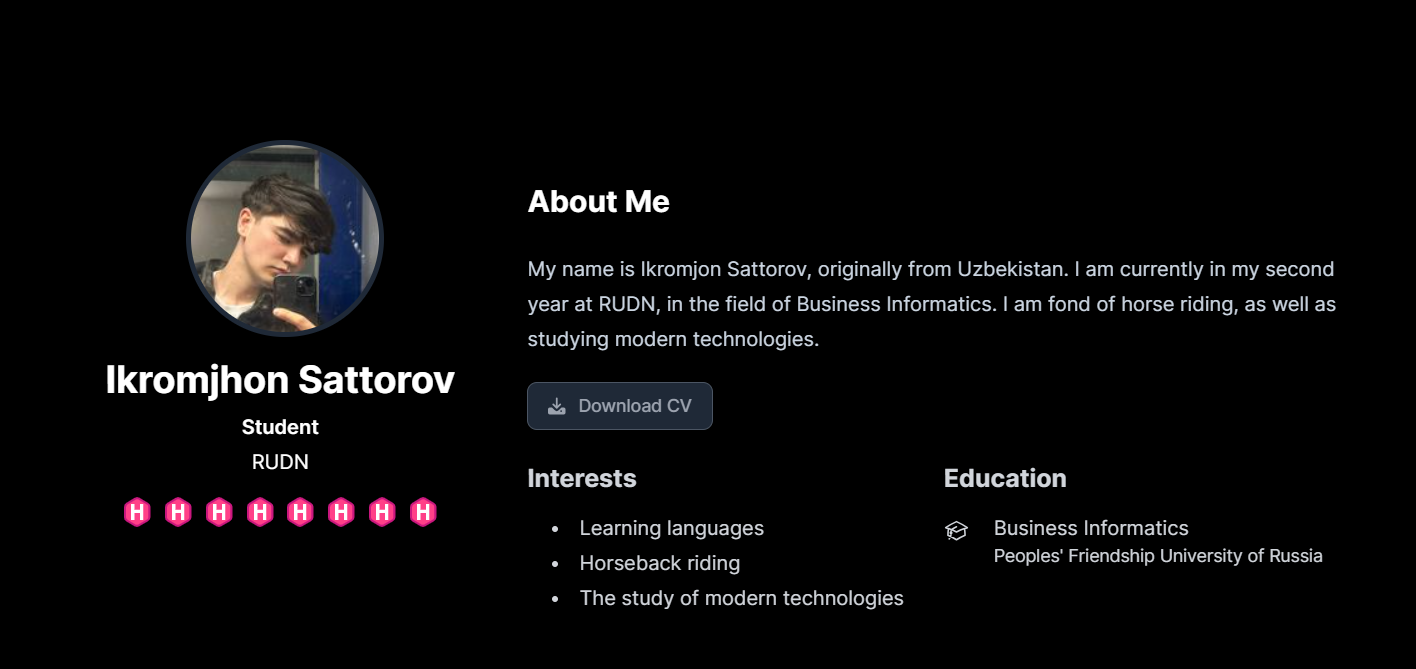 Ikromjhon Sattorov
Student
RUDN
H H H H H H H H
About Me
My name is Ikromjon Sattorov, originally from Uzbekistan. I am currently in my second
year at RUDN, in the field of Business Informatics. I am fond of horse riding, as well as
studying modern technologies.
Download CV
Interests
Learning languages
Horseback riding
The study of modern technologies
Education
Business Informatics
Peoples' Friendship University of Russia